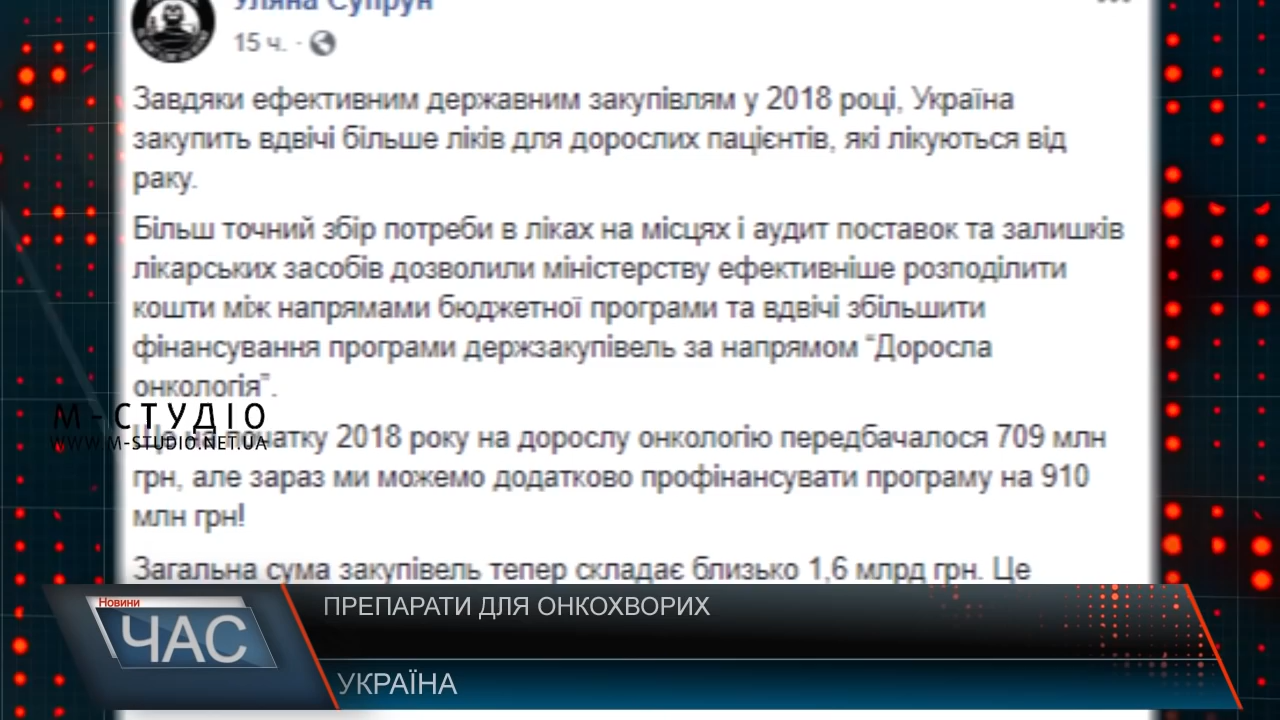 Уляна Супрун
15 ч.
Завдяки ефективним державним закупівлям у 2018 році, Україна
закупить вдвічі більше ліків для дорослих пацієнтів, які лікуються від
раку.
Більш точний збір потреби в ліках на місцях і аудит поставок та залишків
лікарських засобів дозволили міністерству ефективніше розподілити
кошти між напрямами бюджетної програми та вдвічі збільшити
фінансування програми держзакупівель за напрямом “Доросла
онкологія”.
М-СТУДІО
WWW.M-STUDIO.NET.UA
початку 2018 року на дорослу онкологію передбачалося 709 млн
грн, але зараз ми можемо додатково профінансувати програму на 910
млн грн!
Загальна сума закупівель тепер складає близько 1,6 млрд грн. Це
Новини
ЧАС
ПРЕПАРАТИ ДЛЯ ОНКОХВОРИХ
УКРАЇНА